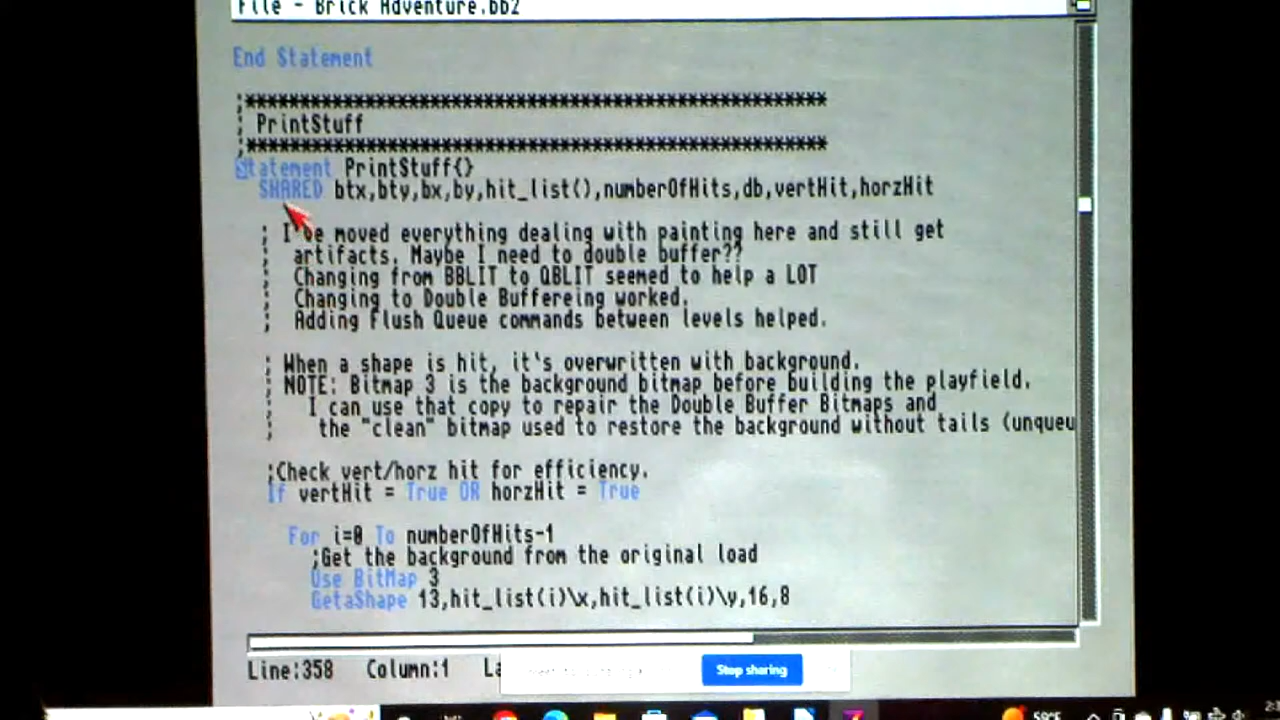 File - Brick Adventure.bb2
End Statement
;*************************************************
; PrintStuff
;*************************************************
Statement PrintStuff{}
SHARED btx,bty,bx,by,hit_list(),numberOfHits,db,vertHit,horzHit
; I've moved everything dealing with painting here and still get
; artifacts. Maybe I need to double buffer??
; Changing from BBLIT to QBLIT seemed to help a LOT
; Changing to Double Buffereing worked.
; Adding Flush Queue commands between levels helped.
; When a shape is hit, it's overwritten with background.
; NOTE: Bitmap 3 is the background bitmap before building the playfield.
; I can use that copy to repair the Double Buffer Bitmaps and
; the "clean" bitmap used to restore the background without tails (unqueu
;Check vert/horz hit for efficiency.
If vertHit = True OR horzHit = True
For i=0 To numberOfHits-1
;Get the background from the original load
Use BitMap 3
GetaShape 13,hit_list(i)\x,hit_list(i)\y,16,8
Line:358 Column:1
Stop sharing
59°F